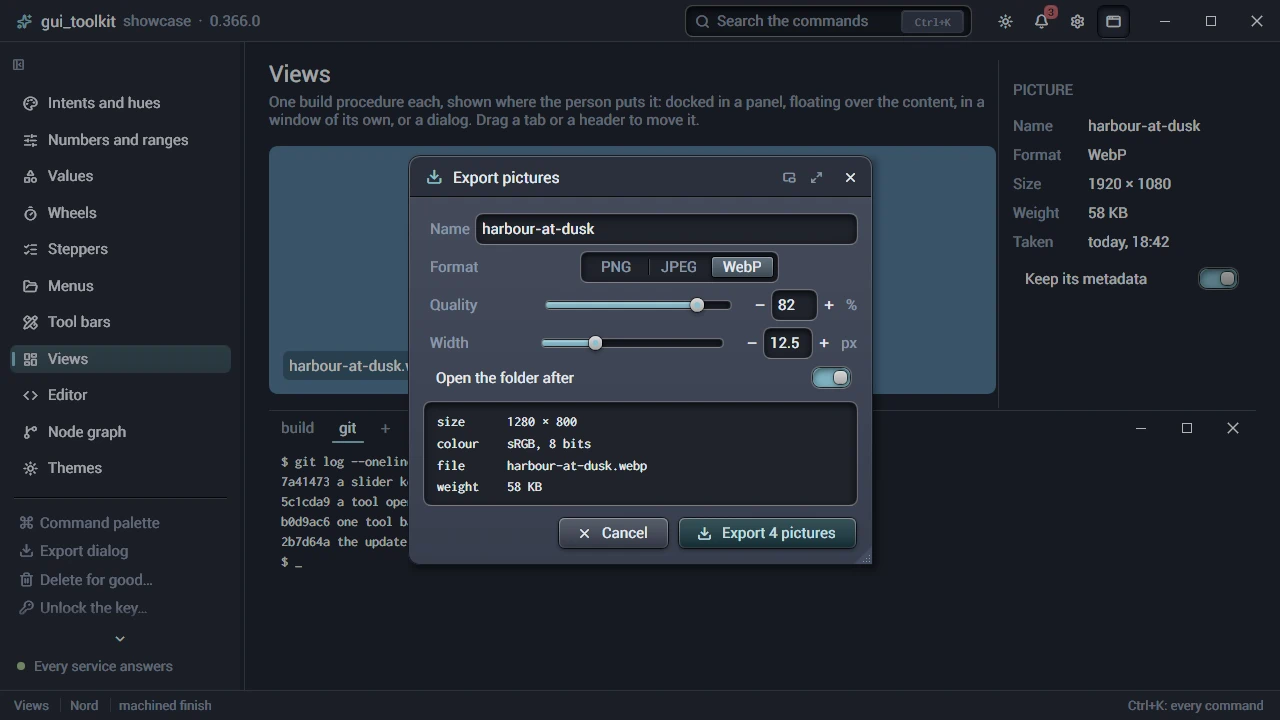 gui_toolkit showcase · 0.366.0
Search the commands Ctrl+K
3
Intents and hues
Numbers and ranges
Values
Wheels
Steppers
Menus
Tool bars
Views
Editor
Node graph
Themes
Command palette
Export dialog
Delete for good...
Unlock the key...
Every service answers
Views
One build procedure each, shown where the person puts it: docked in a panel, floating over the content, in a
window of its own, or a dialog. Drag a tab or a header to move it.
harbour-at-dusk.w
PICTURE
Name harbour-at-dusk
Format WebP
Size 1920 × 1080
Weight 58 KB
Taken today, 18:42
Keep its metadata
Export pictures
Name harbour-at-dusk
Format PNG JPEG WebP
Quality − 82 + %
Width − 12.5 + px
Open the folder after
size 1280 × 800
colour sRGB, 8 bits
file harbour-at-dusk.webp
weight 58 KB
Cancel Export 4 pictures
build git +
$ git log --onelin
7a41473 a slider k
5c1cda9 a tool ope
b0d9ac6 one tool b
2b7d64a the update
$ _
Views Nord machined finish
Ctrl+K: every command